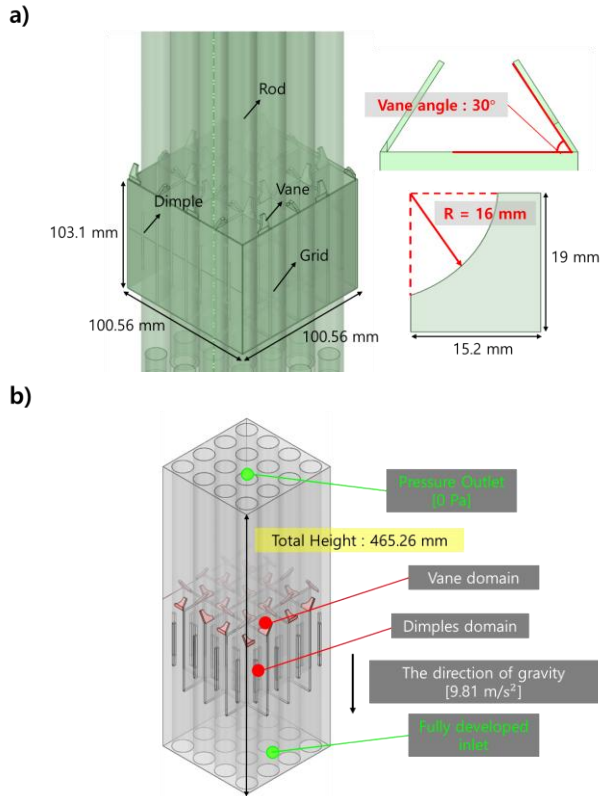 a)
Rod
Vane angle : 30°
Vane
Dimple
R = 16 mm
103.1 mm
Grid
19 mm
100.56 mm
100.56 mm
15.2 mm
b)
Pressure Outlet
[0 Pa]
Total Height : 465.26 mm
Vane domain
Dimples domain
The direction of gravity
[9.81 m/s²]
Fully developed
inlet